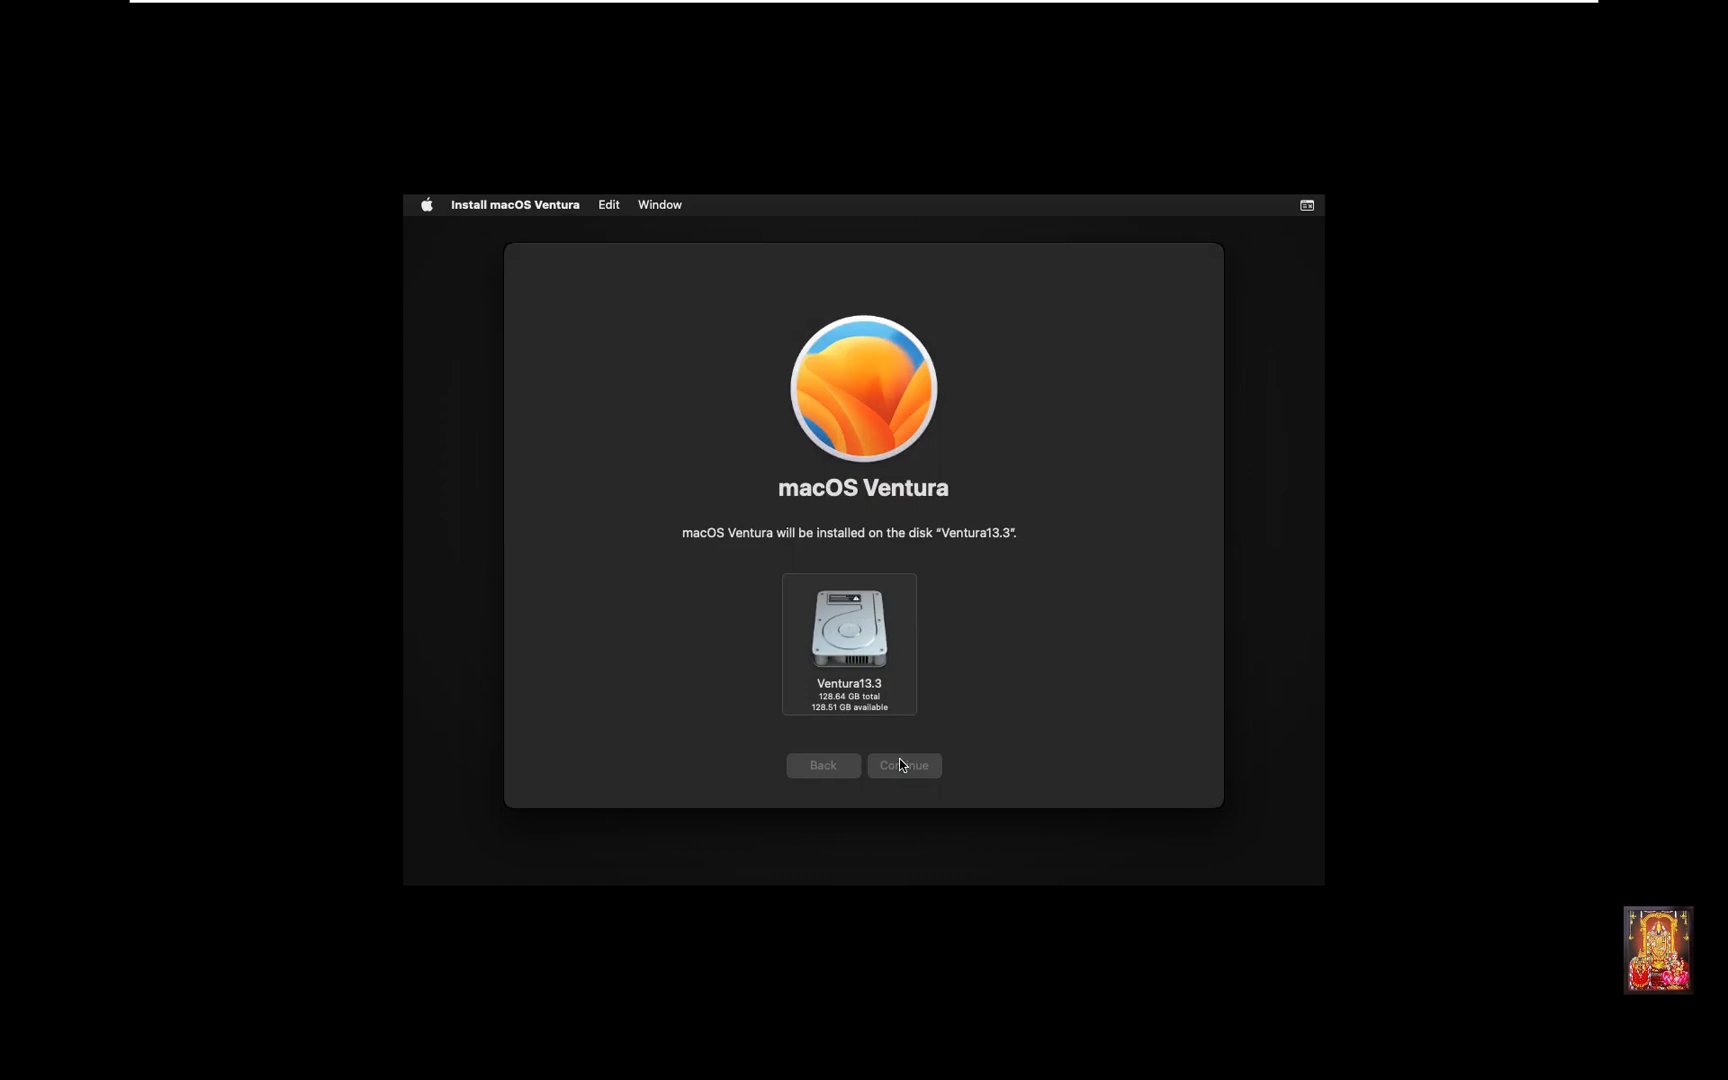 Install macOS Ventura Edit Window
macOS Ventura
macOS Ventura will be installed on the disk “Ventura13.3”.
Ventura13.3
128.64 GB total
128.51 GB available
Back Continue